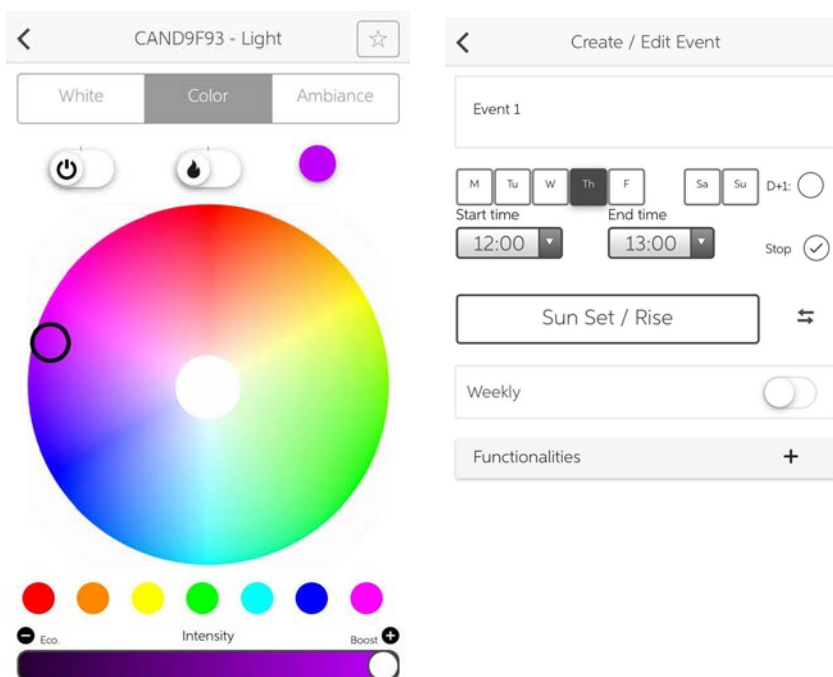 CAND9F93 - Light
White Color Ambiance
Eco. Intensity Boost
Create / Edit Event
Event 1
M Tu W Th F Sa Su D+1:
Start time End time
12:00 13:00 Stop
Sun Set / Rise
Weekly
Functionalities +